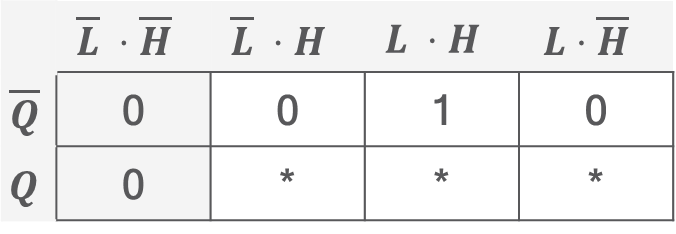 L̅ · H̅ L̅ · H L · H L · H̅
Q̅ 0 0 1 0
Q 0 * * *